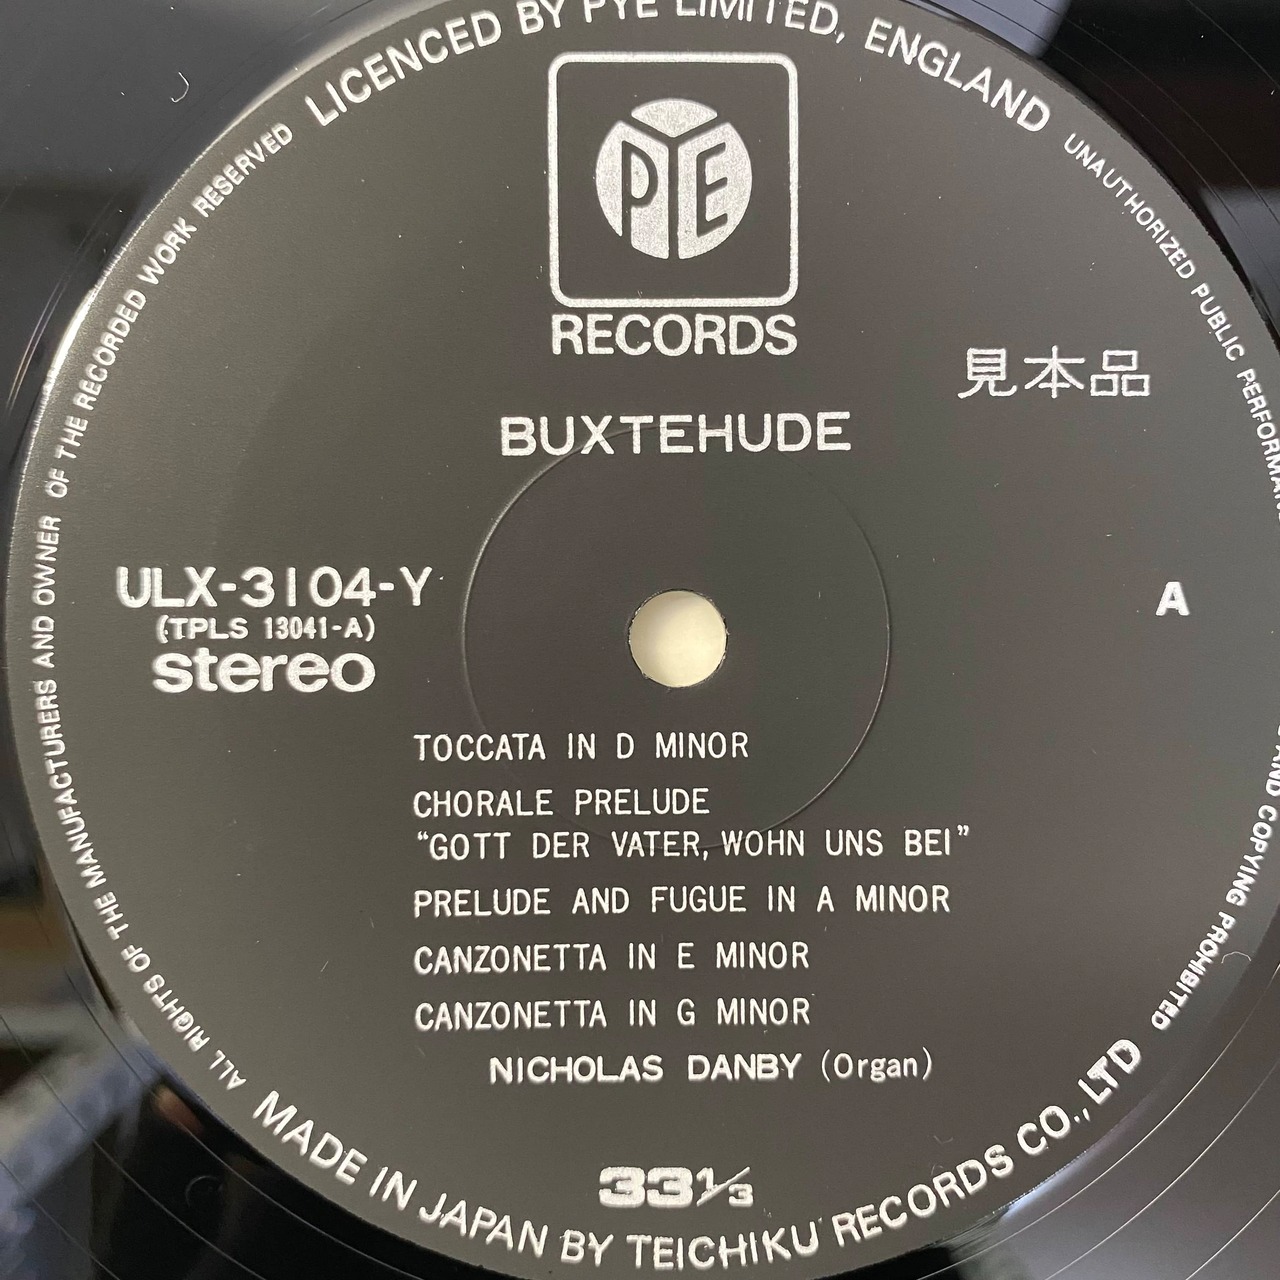 LICENCED BY PYE LIMITED, ENGLAND
UNAUTHORIZED PUBLIC PERFORMAN
AND COPYING PROHIBITED
ALL RIGHTS OF THE MANUFACTURERS AND OWNER OF THE RECORDED WORK RESERVED
PYE
RECORDS
見本品
BUXTEHUDE
ULX-3104-Y
(TPLS 13041-A)
stereo
A
TOCCATA IN D MINOR
CHORALE PRELUDE
“GOTT DER VATER, WOHN UNS BEI”
PRELUDE AND FUGUE IN A MINOR
CANZONETTA IN E MINOR
CANZONETTA IN G MINOR
NICHOLAS DANBY (Organ)
33⅓
MADE IN JAPAN BY TEICHIKU RECORDS CO., LTD